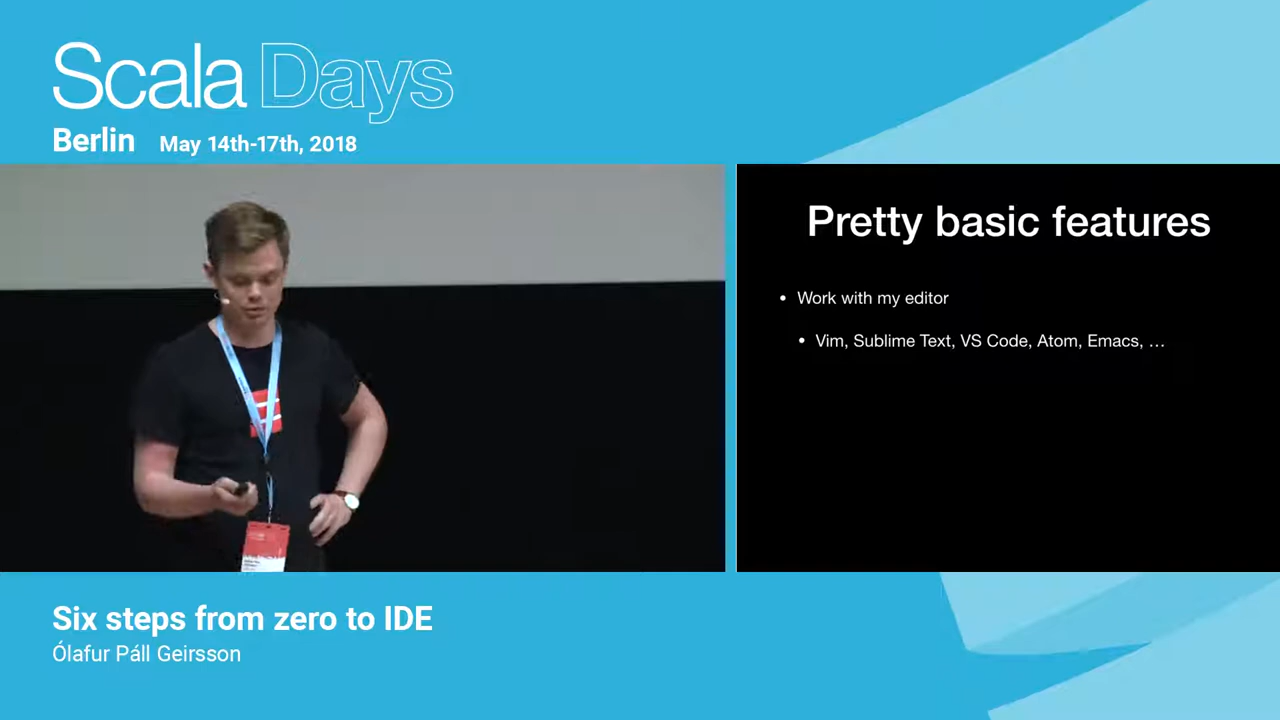 Scala Days
Berlin May 14th-17th, 2018
Pretty basic features
• Work with my editor
• Vim, Sublime Text, VS Code, Atom, Emacs, …
Six steps from zero to IDE
Ólafur Páll Geirsson